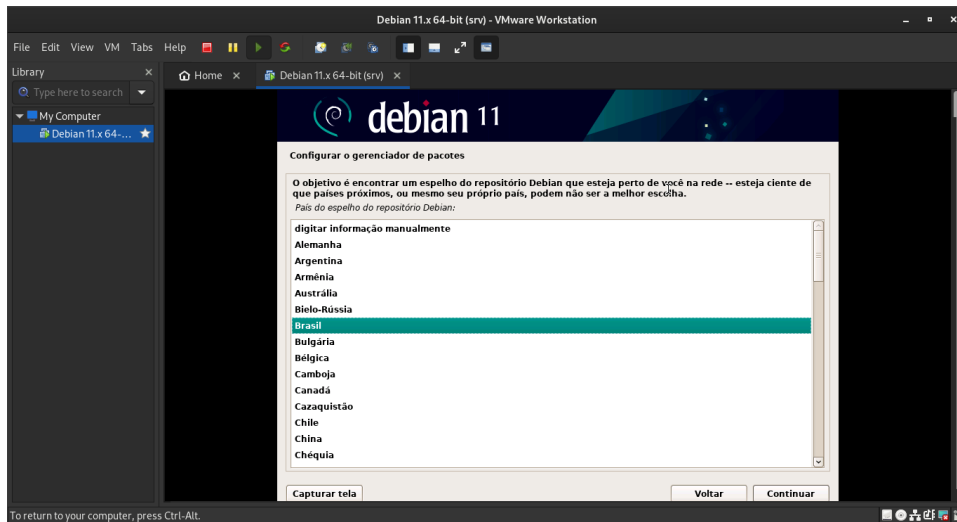 Debian 11.x 64-bit (srv) - VMware Workstation
File Edit View VM Tabs Help
Library
Home
Debian 11.x 64-bit (srv)
Type here to search
My Computer
Debian 11.x 64-...
debian 11
Configurar o gerenciador de pacotes
O objetivo é encontrar um espelho do repositório Debian que esteja perto de você na rede -- esteja ciente de
que países próximos, ou mesmo seu próprio país, podem não ser a melhor escolha.
País do espelho do repositório Debian:
digitar informação manualmente
Alemanha
Argentina
Armênia
Austrália
Bielo-Rússia
Brasil
Bulgária
Bélgica
Camboja
Canadá
Cazaquistão
Chile
China
Chéquia
Capturar tela
Voltar
Continuar
To return to your computer, press Ctrl-Alt.